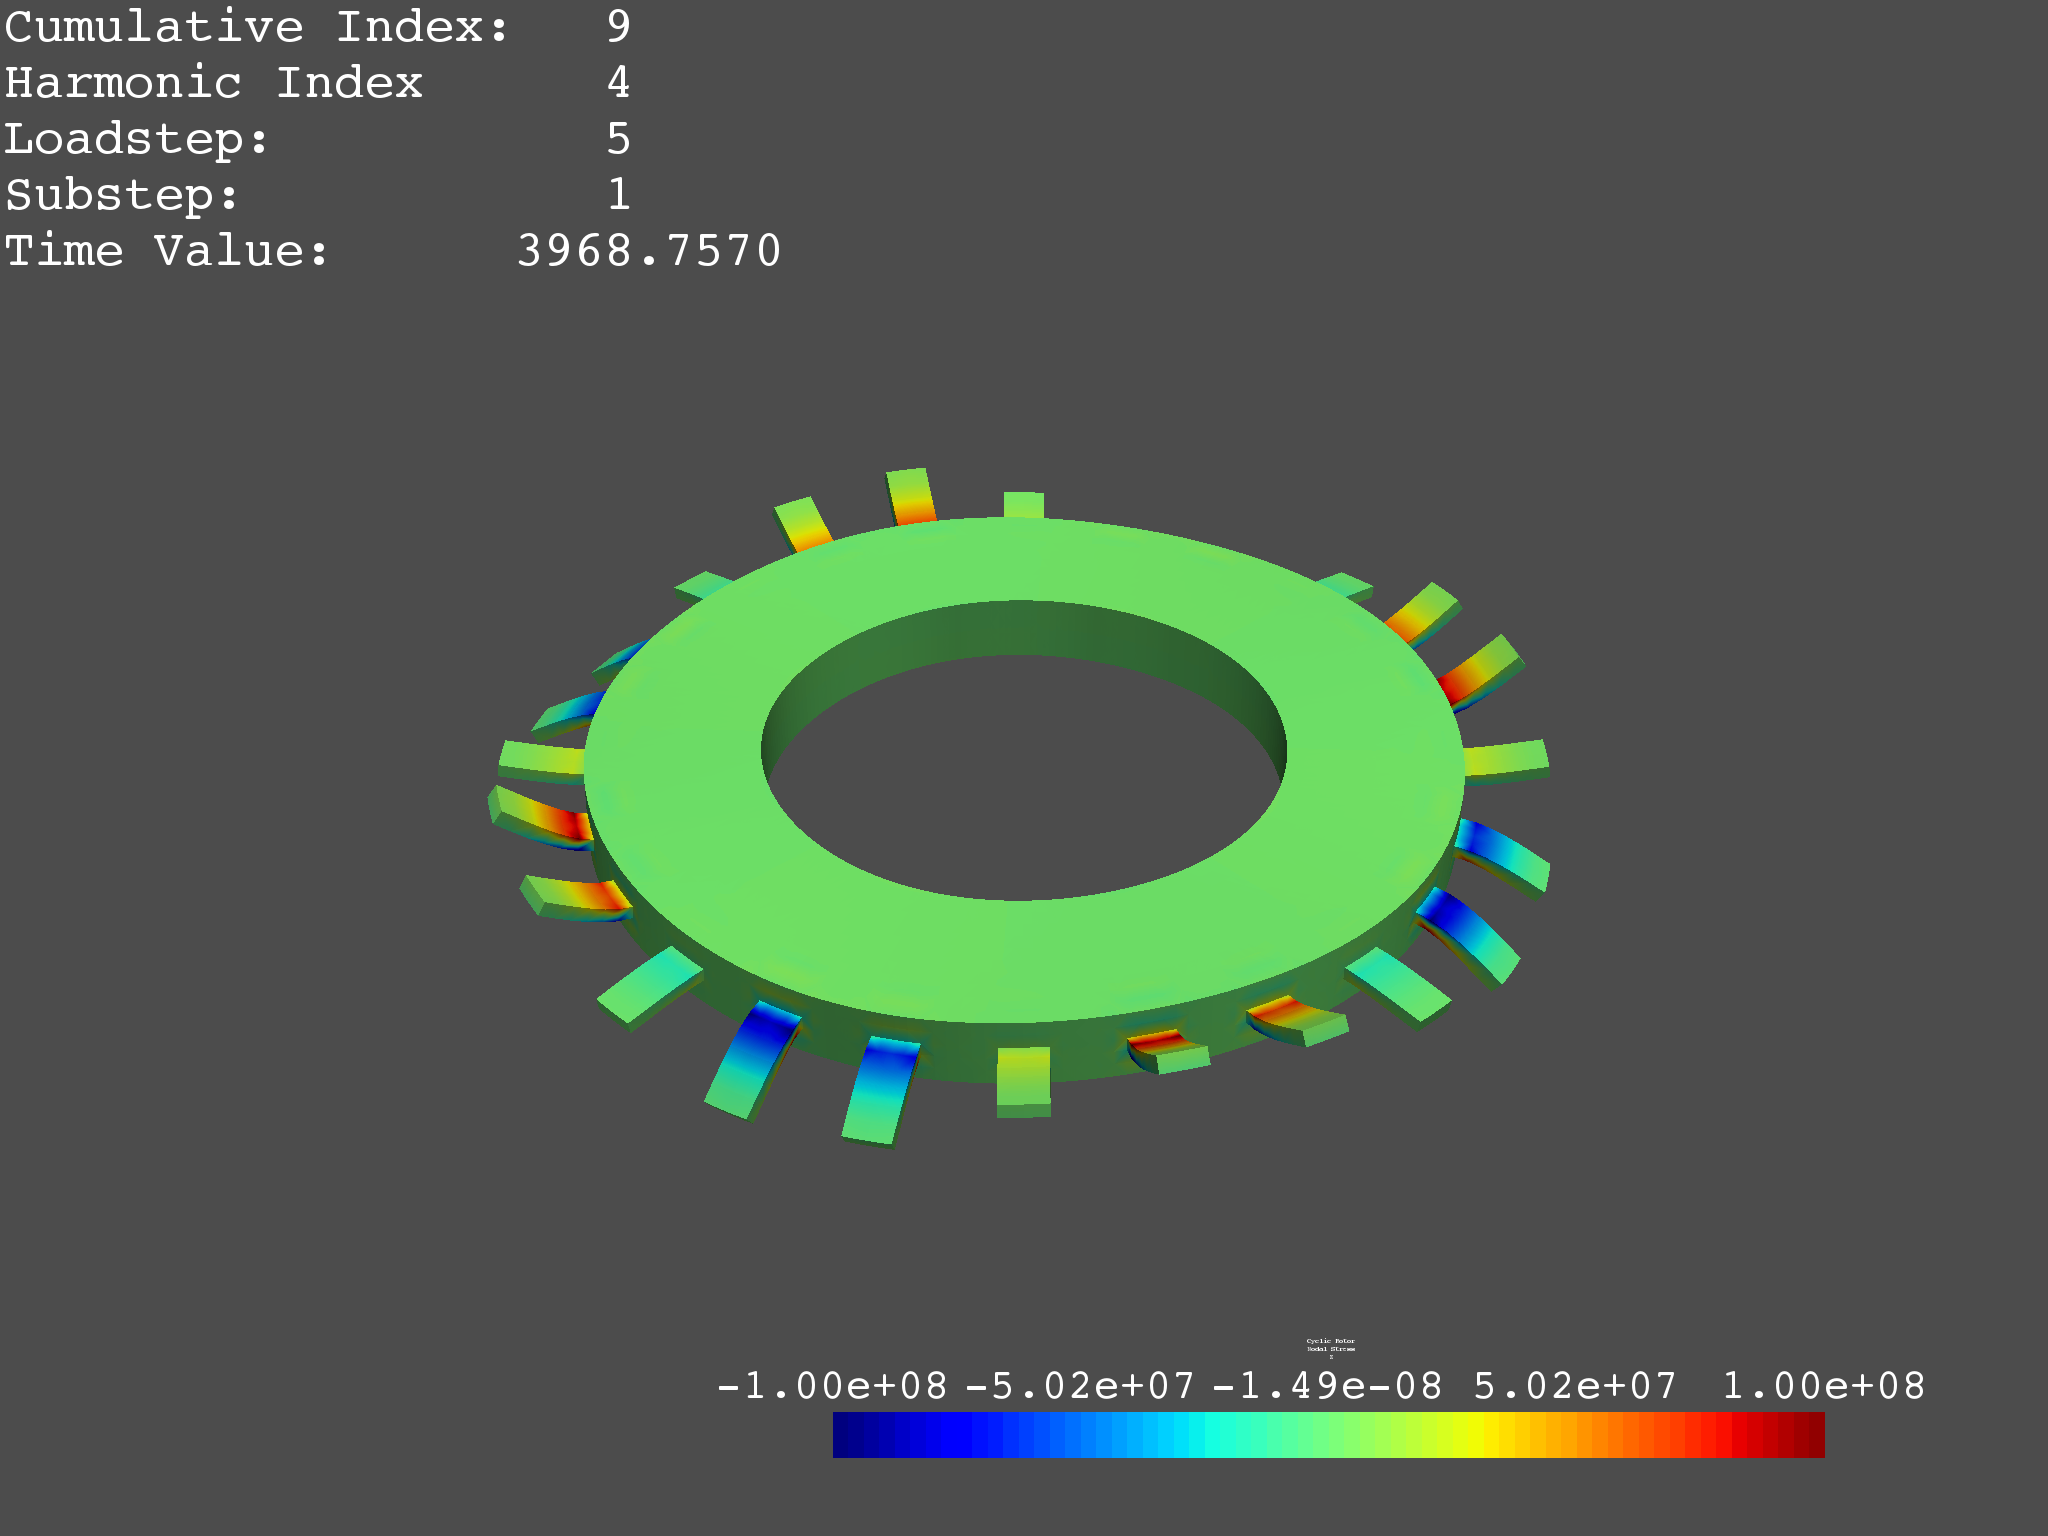 Cumulative Index: 9
Harmonic Index 4
Loadstep: 5
Substep: 1
Time Value: 3968.7570
Cyclic Rotor
Nodal Stress
Z
-1.00e+08 -5.02e+07 -1.49e-08 5.02e+07 1.00e+08